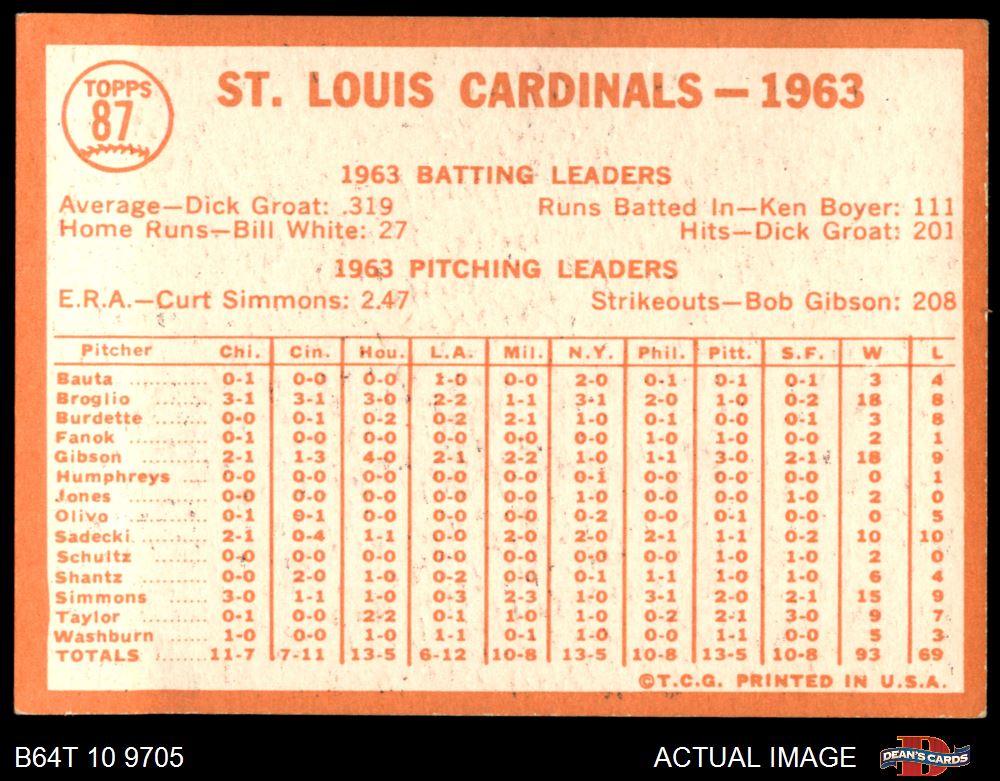 TOPPS
87
ST. LOUIS CARDINALS — 1963
1963 BATTING LEADERS
Average—Dick Groat: .319 Runs Batted In—Ken Boyer: 111
Home Runs—Bill White: 27 Hits—Dick Groat: 201
1963 PITCHING LEADERS
E.R.A.—Curt Simmons: 2.47 Strikeouts—Bob Gibson: 208
Pitcher Chi. Cin. Hou. L.A. Mil. N.Y. Phil. Pitt. S.F. W L
Bauta 0-1 0-0 0-0 1-0 0-0 2-0 0-1 0-1 0-1 3 4
Broglio 3-1 3-1 3-0 2-2 1-1 3-1 2-0 1-0 0-2 18 8
Burdette 0-0 0-1 0-2 0-2 2-1 1-0 0-1 0-0 0-1 3 8
Fanok 0-1 0-0 0-0 0-0 0-0 0-0 1-0 1-0 0-0 2 1
Gibson 2-1 1-3 4-0 2-1 2-2 1-0 1-1 3-0 2-1 18 9
Humphreys 0-0 0-0 0-0 0-0 0-0 0-1 0-0 0-0 0-0 0 1
Jones 0-0 0-0 0-0 0-0 0-0 1-0 0-0 0-0 1-0 2 0
Olivo 0-1 0-1 0-0 0-0 0-0 0-2 0-0 0-1 0-0 0 5
Sadecki 2-1 0-4 1-1 0-0 2-0 2-0 2-1 1-1 0-2 10 10
Schultz 0-0 0-0 0-0 0-0 0-0 0-0 0-0 1-0 1-0 2 0
Shantz 0-0 2-0 1-0 0-2 0-0 0-1 1-1 1-0 1-0 6 4
Simmons 3-0 1-1 1-0 0-3 2-3 1-0 3-1 2-0 2-1 15 9
Taylor 0-1 0-0 2-2 0-1 1-0 1-0 0-2 2-1 3-0 9 7
Washburn 1-0 0-0 1-0 1-1 0-1 1-0 0-0 1-1 0-0 5 3
TOTALS 11-7 7-11 13-5 6-12 10-8 13-5 10-8 13-5 10-8 93 69
©T.C.G. PRINTED IN U.S.A.
B64T 10 9705 ACTUAL IMAGE DEAN'S CARDS